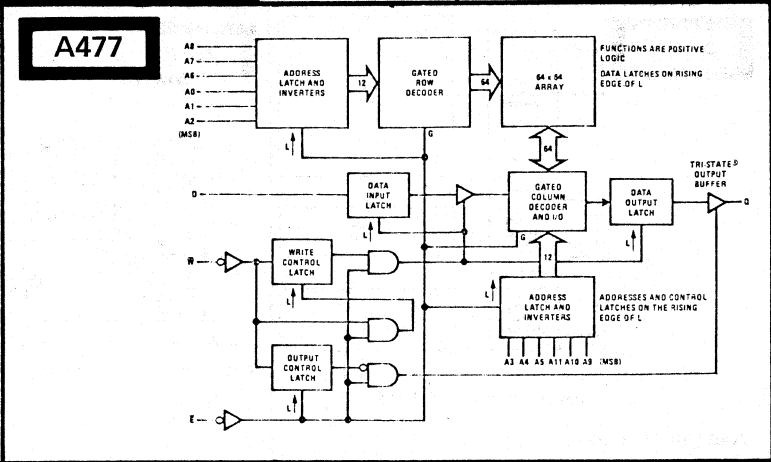 A477
A8
A7
A6
A0
A1
A2
(MSB)
ADDRESS
LATCH AND
INVERTERS
L
12
GATED
ROW
DECODER
G
64
64 x 64
ARRAY
FUNCTIONS ARE POSITIVE
LOGIC
DATA LATCHES ON RISING
EDGE OF L
64
D
DATA
INPUT
LATCH
L
GATED
COLUMN
DECODER
AND I/O
G
DATA
OUTPUT
LATCH
L
TRI-STATE®
OUTPUT
BUFFER
Q
W̅
WRITE
CONTROL
LATCH
L
12
L
ADDRESS
LATCH AND
INVERTERS
ADDRESSES AND CONTROL
LATCHES ON THE RISING
EDGE OF L
A3 A4 A5 A11 A10 A9 (MSB)
OUTPUT
CONTROL
LATCH
L
E̅